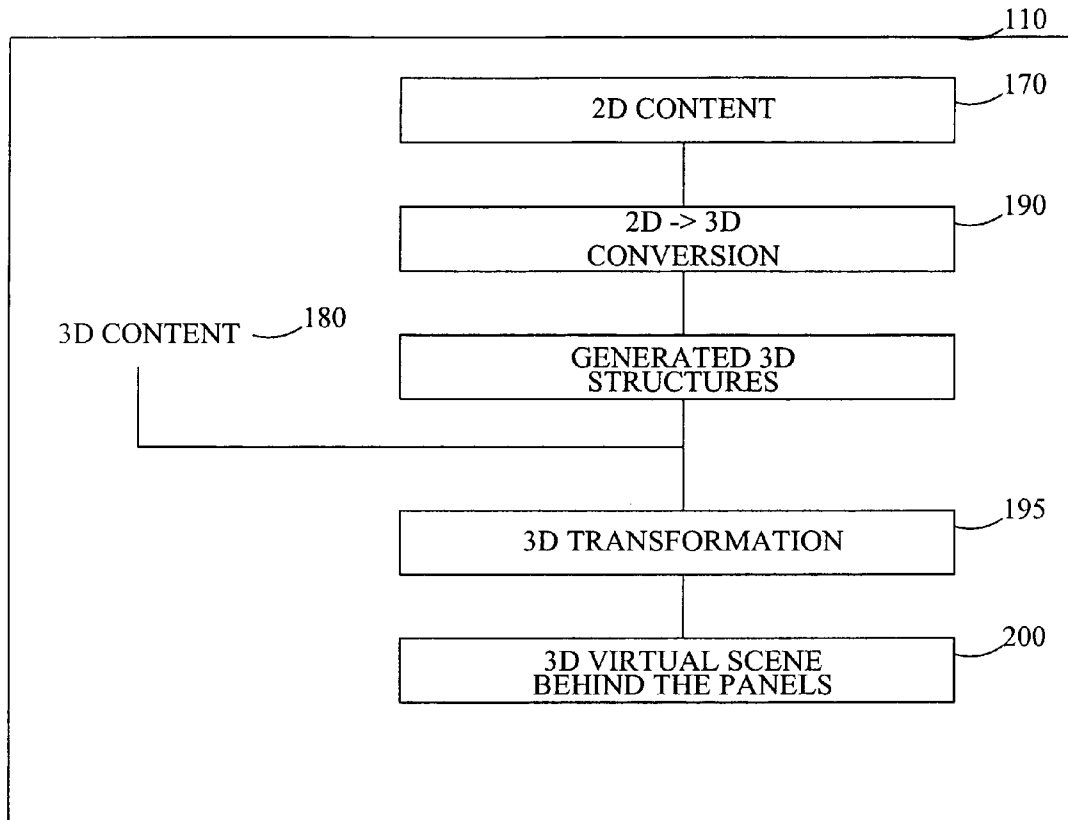 110
2D CONTENT
170
2D -> 3D
CONVERSION
190
3D CONTENT
180
GENERATED 3D
STRUCTURES
3D TRANSFORMATION
195
3D VIRTUAL SCENE
BEHIND THE PANELS
200